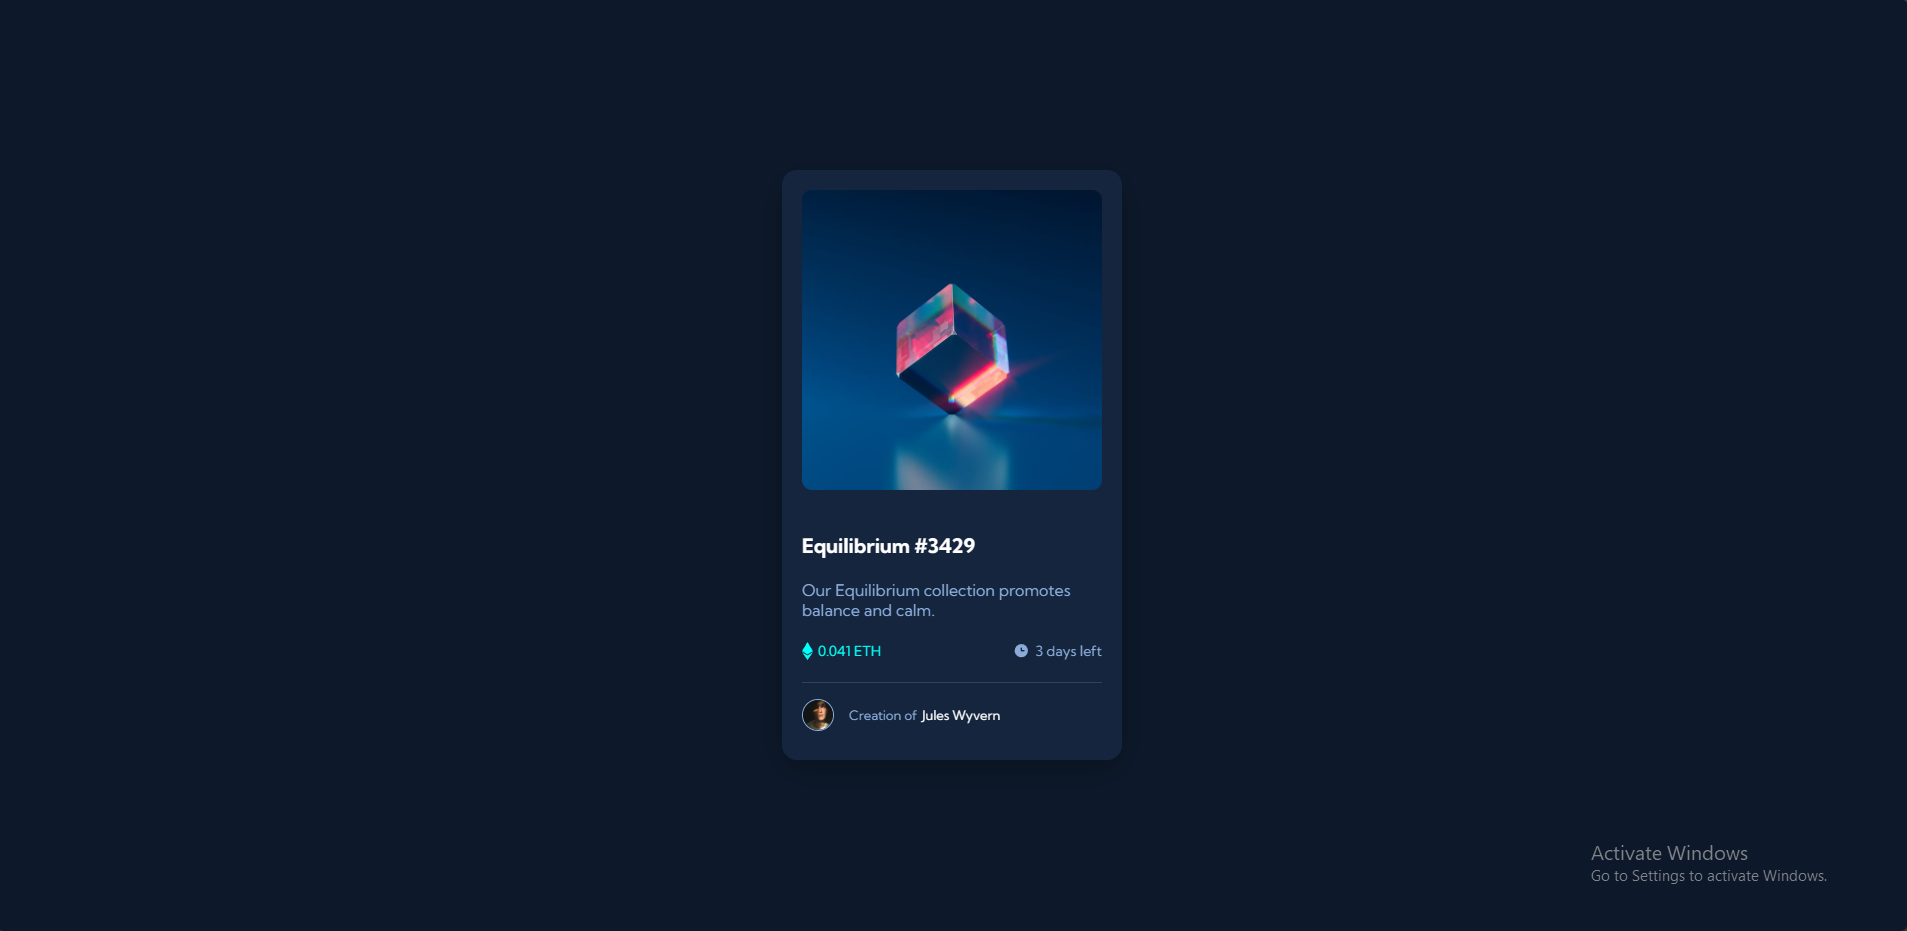 Equilibrium #3429
Our Equilibrium collection promotes
balance and calm.
0.041 ETH
3 days left
Creation of Jules Wyvern
Activate Windows
Go to Settings to activate Windows.